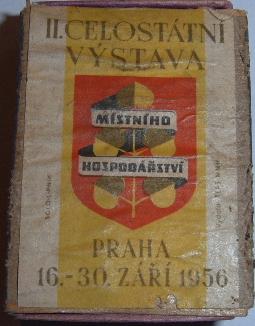 II. CELOSTÁTNÍ
VÝSTAVA
MÍSTNÍHO
HOSPODÁŘSTVÍ
PRAHA
16.-30. ZÁŘÍ 1956